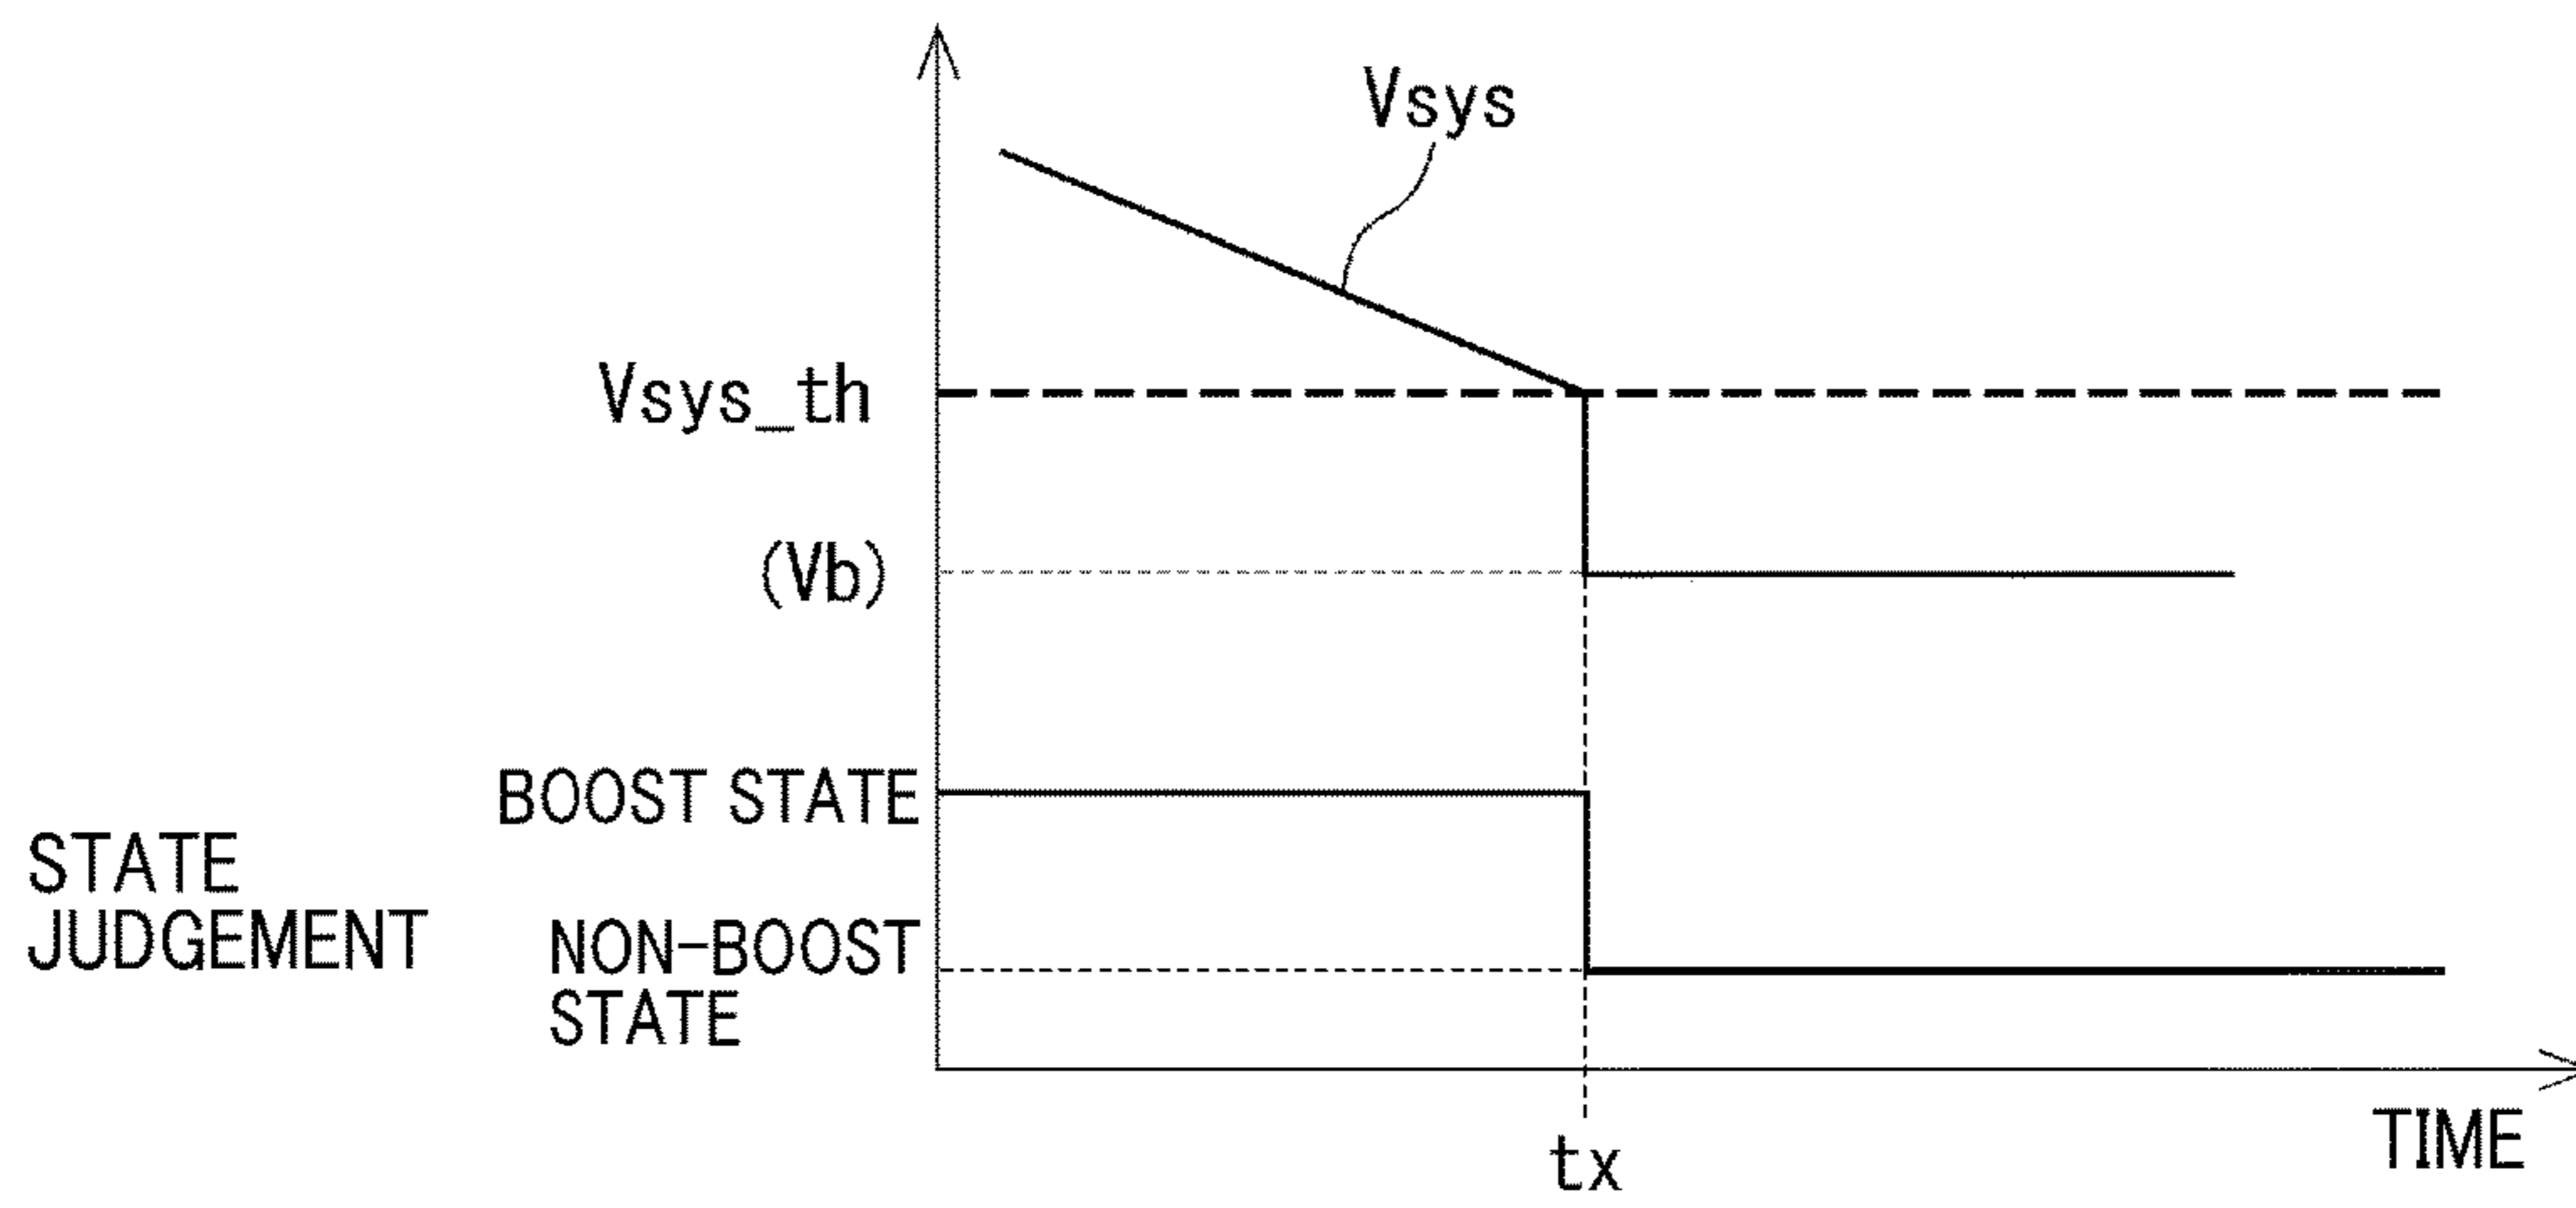 Vsys
Vsys_th
(Vb)
BOOST STATE
STATE
JUDGEMENT
NON-BOOST
STATE
TIME
tx